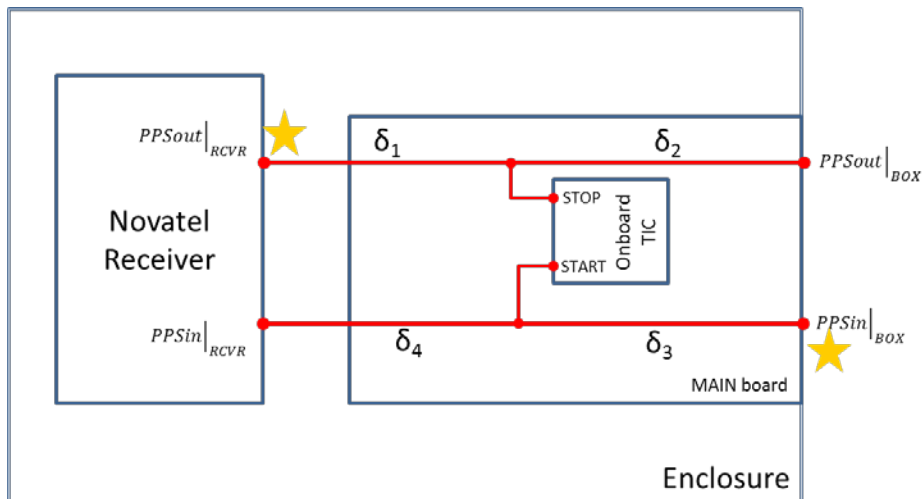 PPSout|RCVR
δ1
δ2
PPSout|BOX
STOP
Novatel
Receiver
Onboard
TIC
START
PPSin|RCVR
δ4
δ3
PPSin|BOX
MAIN board
Enclosure